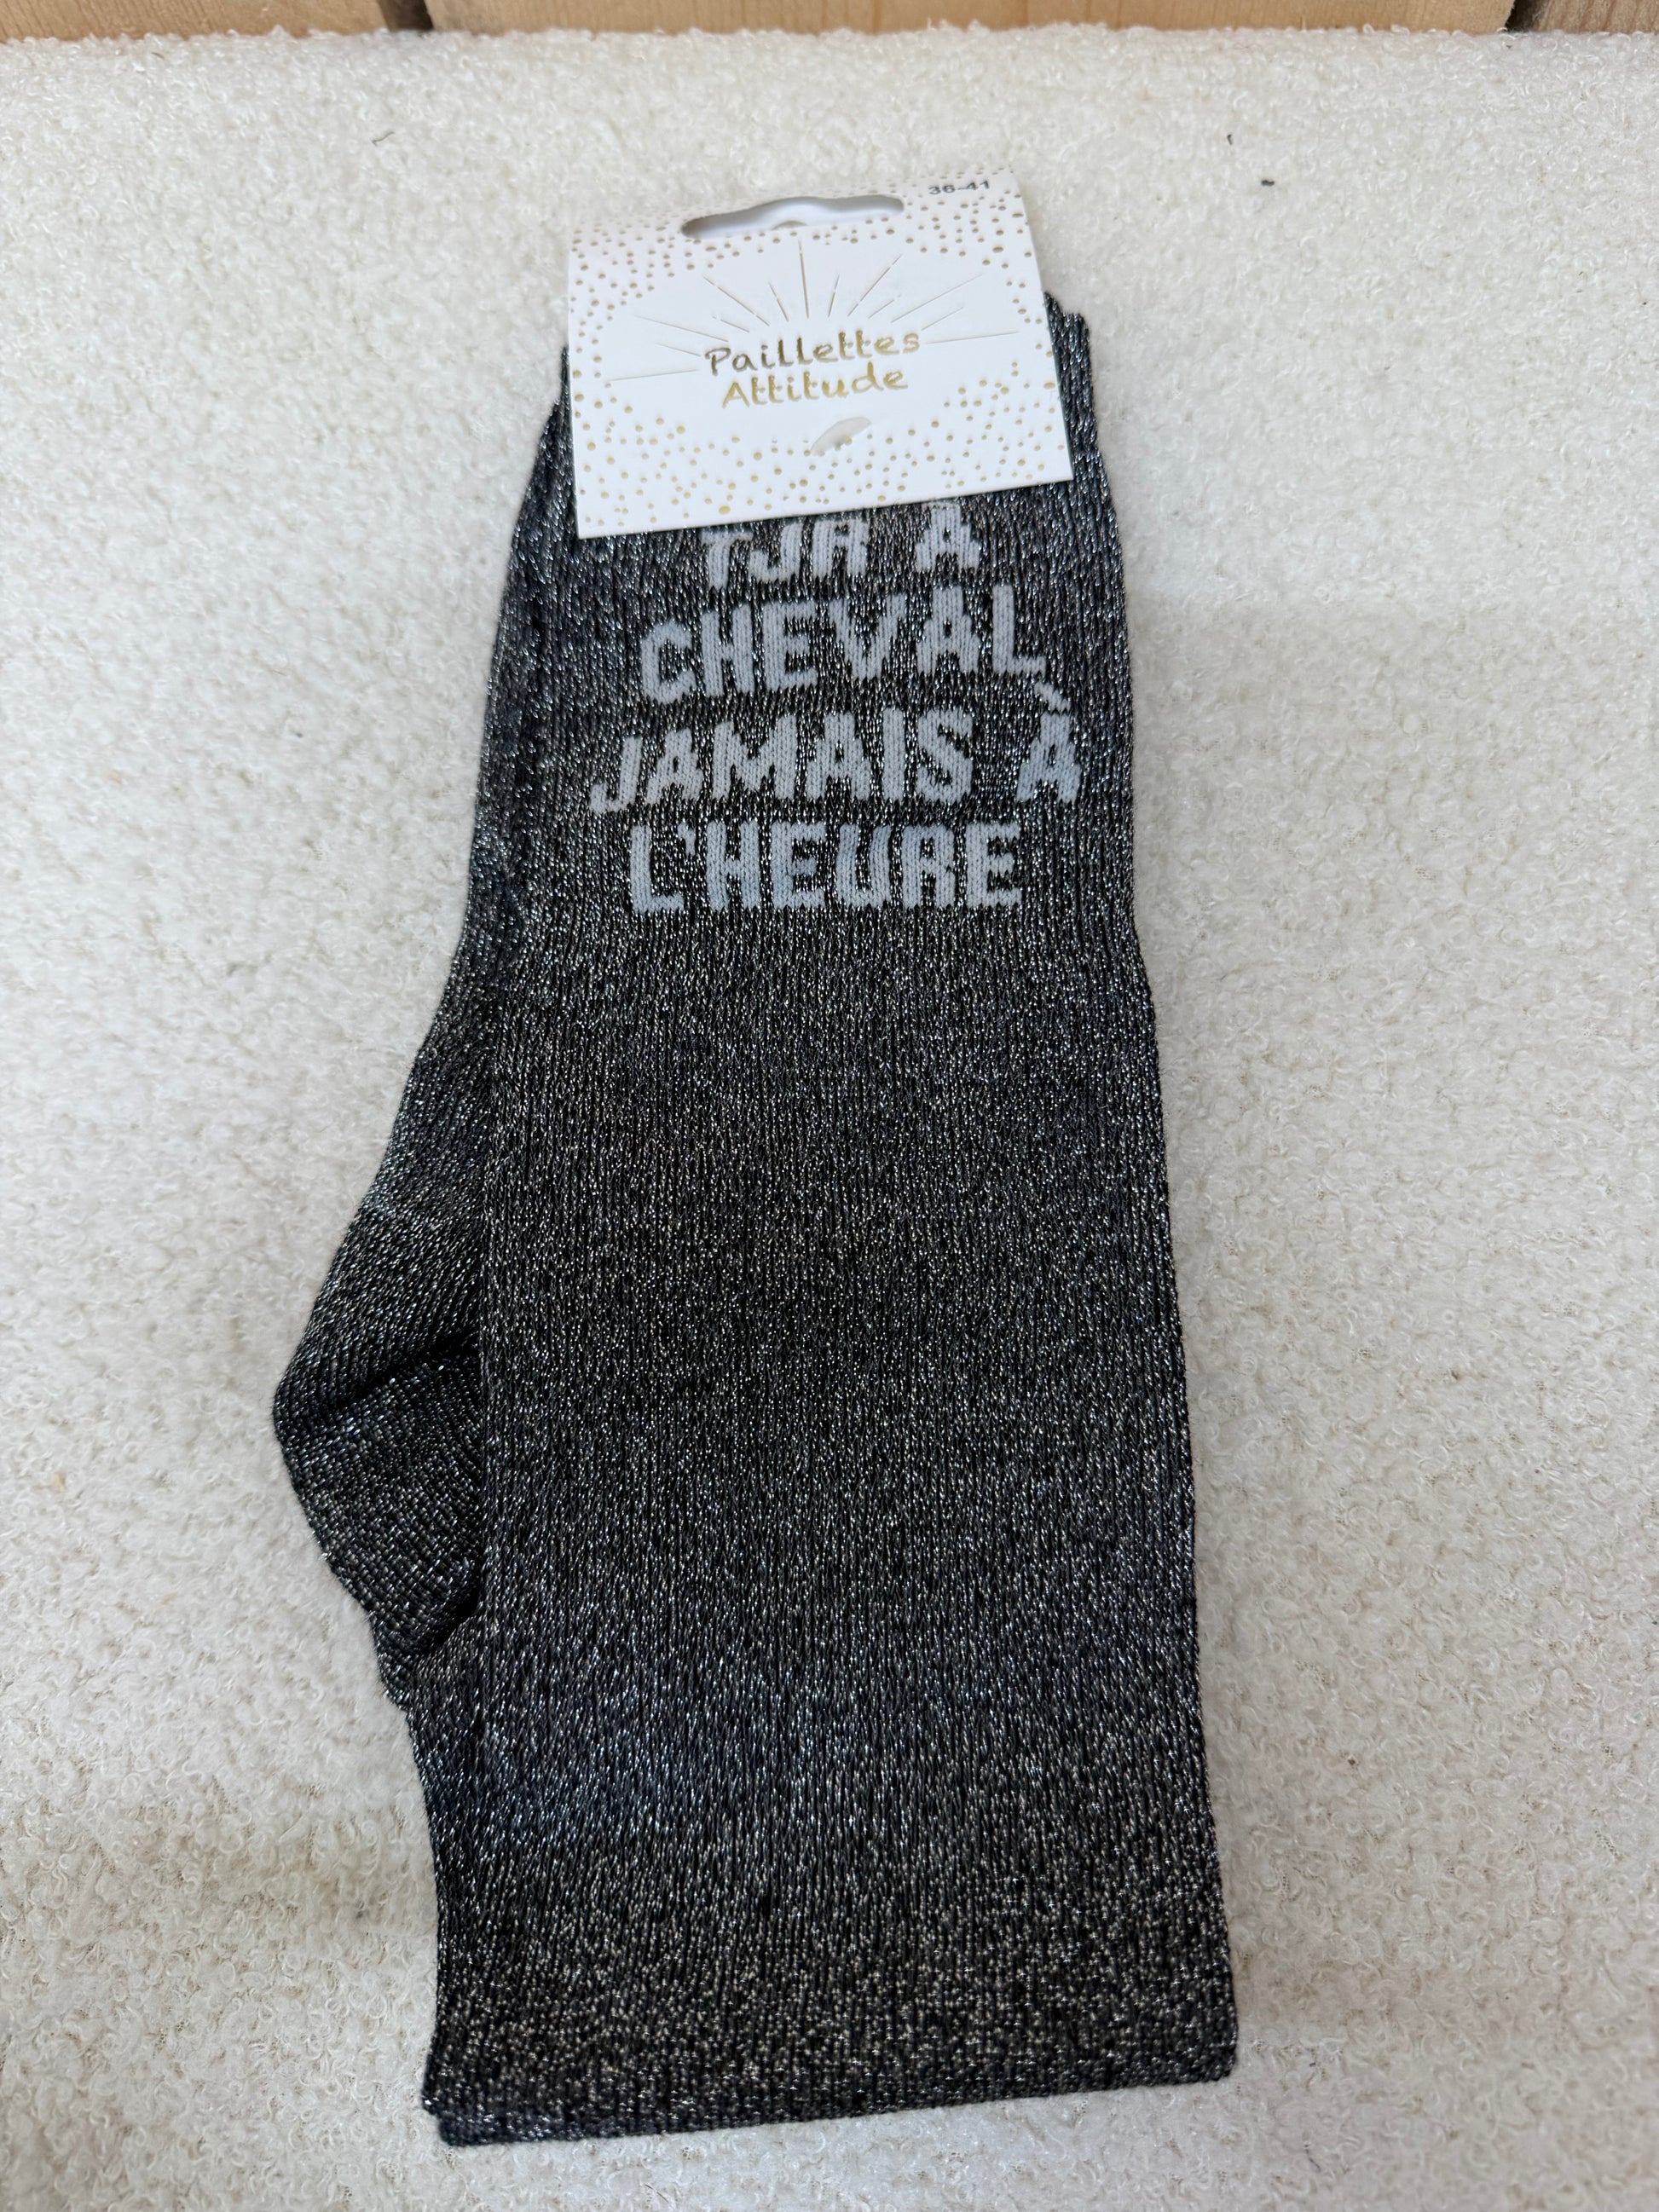 36-41
Paillettes
Attitude
TJR À
CHEVAL,
JAMAIS À
L'HEURE